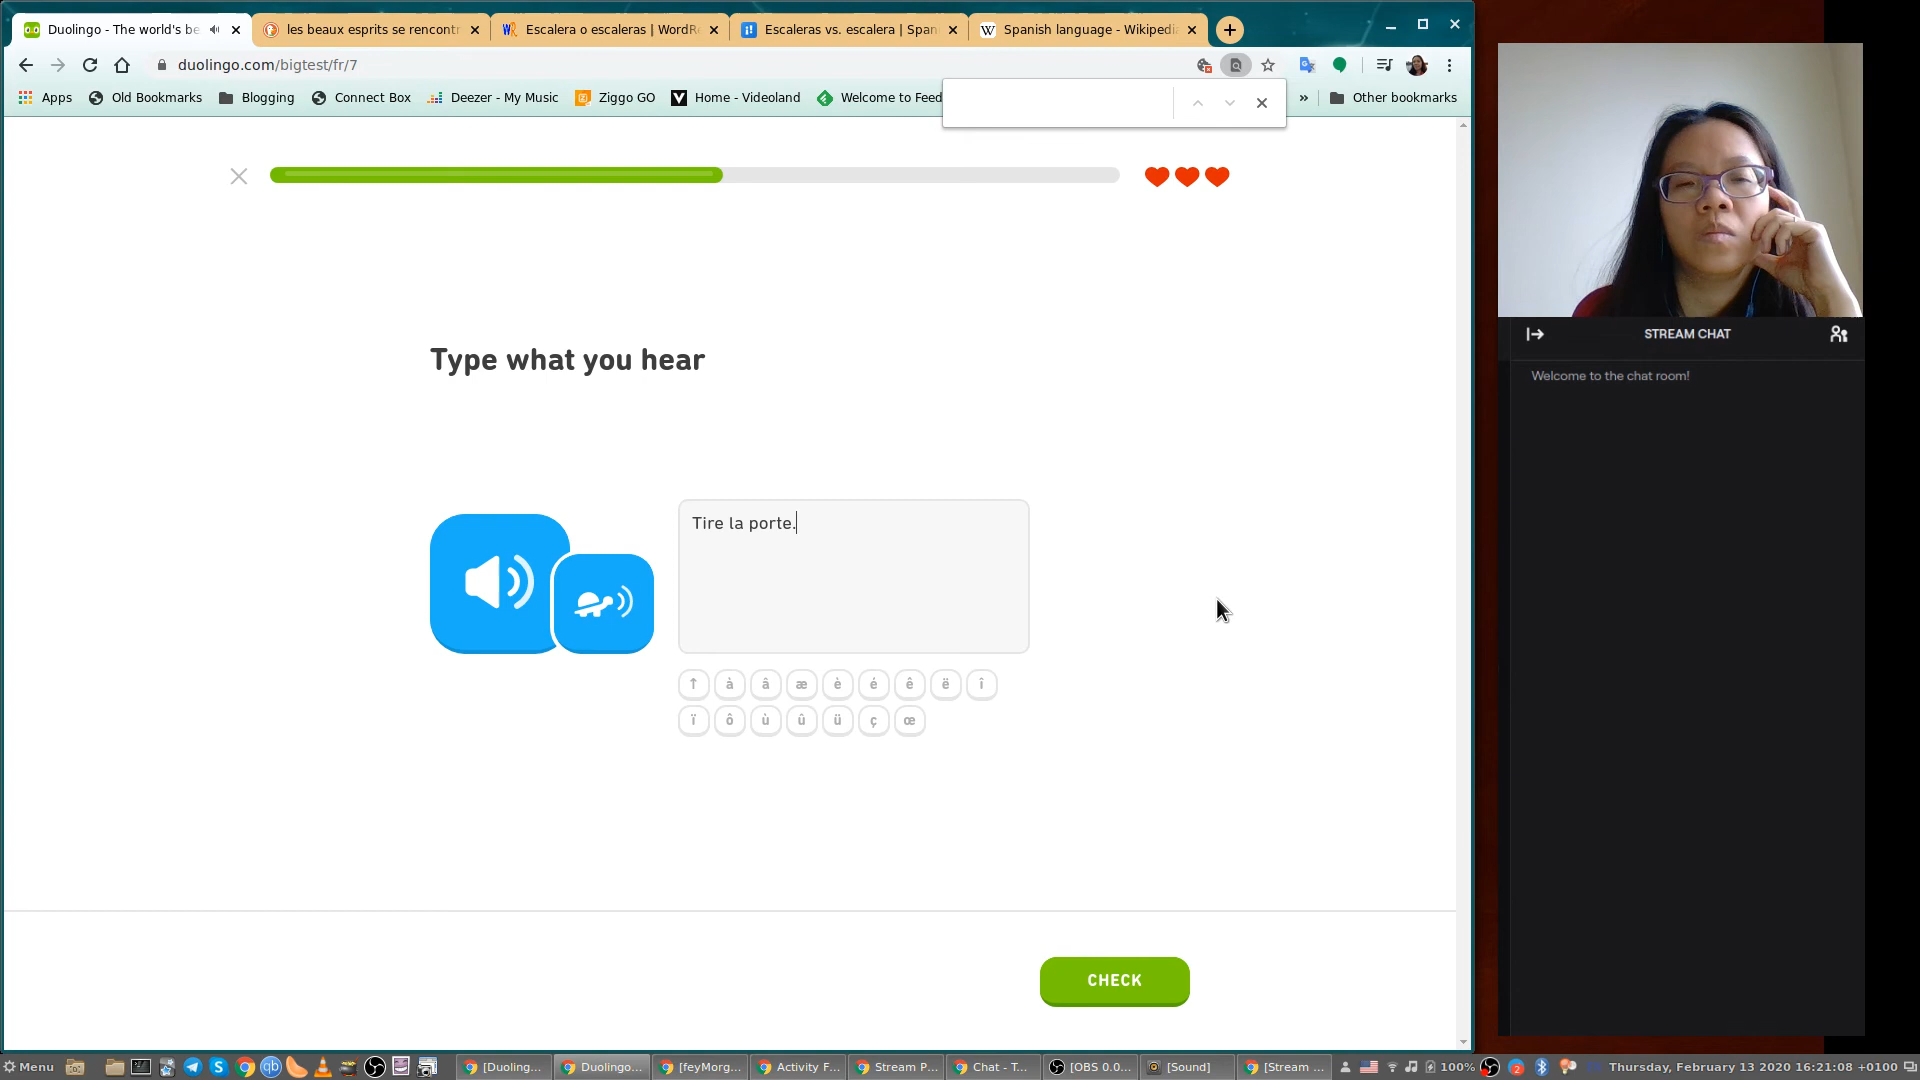 Duolingo - The world's be
les beaux esprits se rencontr
Escalera o escaleras | WordR
Escaleras vs. escalera | Span
Spanish language - Wikipedia
duolingo.com/bigtest/fr/7
Apps
Old Bookmarks
Blogging
Connect Box
Deezer - My Music
Ziggo GO
Home - Videoland
Welcome to Feed
»
Other bookmarks
Type what you hear
Tire la porte.
↑ à â æ è é ê ë î
ï ô ù û ü ç œ
CHECK
STREAM CHAT
Welcome to the chat room!
Menu
[Duoling...
Duolingo...
[feyMorg...
Activity F...
Stream P...
Chat - T...
[OBS 0.0...
[Sound]
[Stream ...
100%
2
Thursday, February 13 2020 16:21:08 +0100